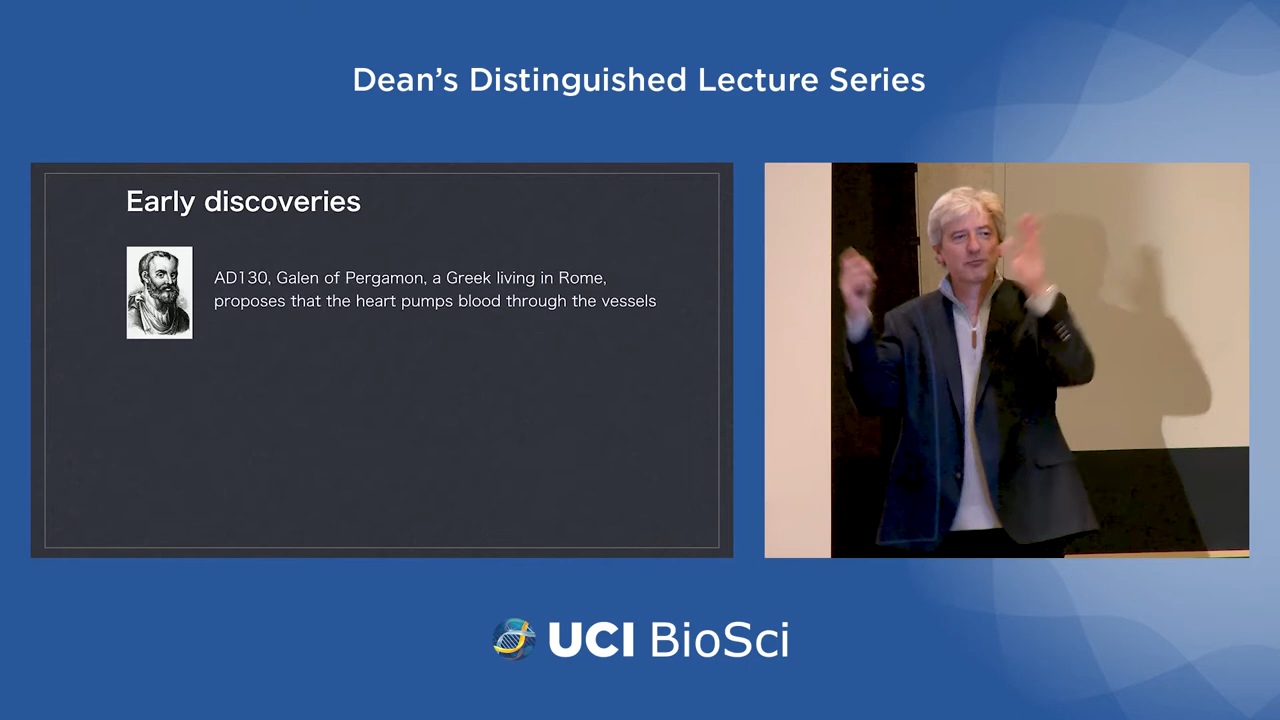 Dean’s Distinguished Lecture Series
Early discoveries
AD130, Galen of Pergamon, a Greek living in Rome,
proposes that the heart pumps blood through the vessels
UCI BioSci